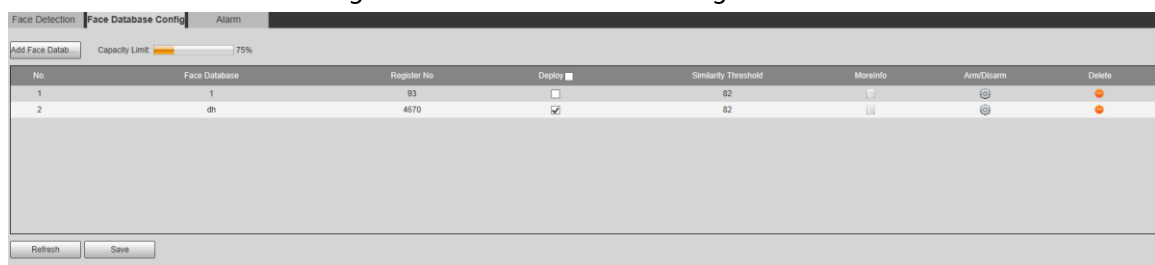 Face Detection Face Database Config Alarm
Add Face Datab... Capacity Limit: 75%
No. Face Database Register No Deploy Similarity Threshold MoreInfo Arm/Disarm Delete
1 1 93 82
2 dh 4670 82
Refresh Save